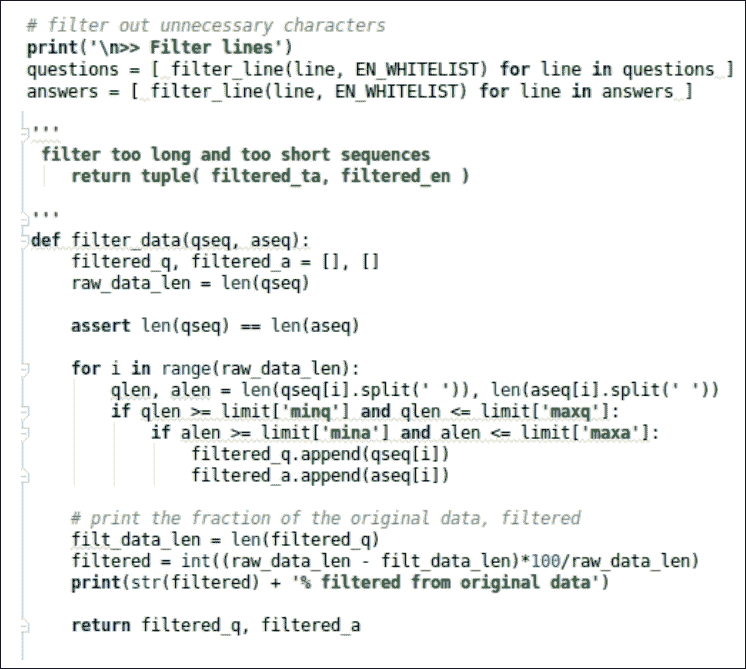 # filter out unnecessary characters
print('\n>> Filter lines')
questions = [ filter_line(line, EN_WHITELIST) for line in questions ]
answers = [ filter_line(line, EN_WHITELIST) for line in answers ]
'''
filter too long and too short sequences
return tuple( filtered_ta, filtered_en )
'''
def filter_data(qseq, aseq):
filtered_q, filtered_a = [], []
raw_data_len = len(qseq)
assert len(qseq) == len(aseq)
for i in range(raw_data_len):
qlen, alen = len(qseq[i].split(' ')), len(aseq[i].split(' '))
if qlen >= limit['minq'] and qlen <= limit['maxq']:
if alen >= limit['mina'] and alen <= limit['maxa']:
filtered_q.append(qseq[i])
filtered_a.append(aseq[i])
# print the fraction of the original data, filtered
filt_data_len = len(filtered_q)
filtered = int((raw_data_len - filt_data_len)*100/raw_data_len)
print(str(filtered) + '% filtered from original data')
return filtered_q, filtered_a